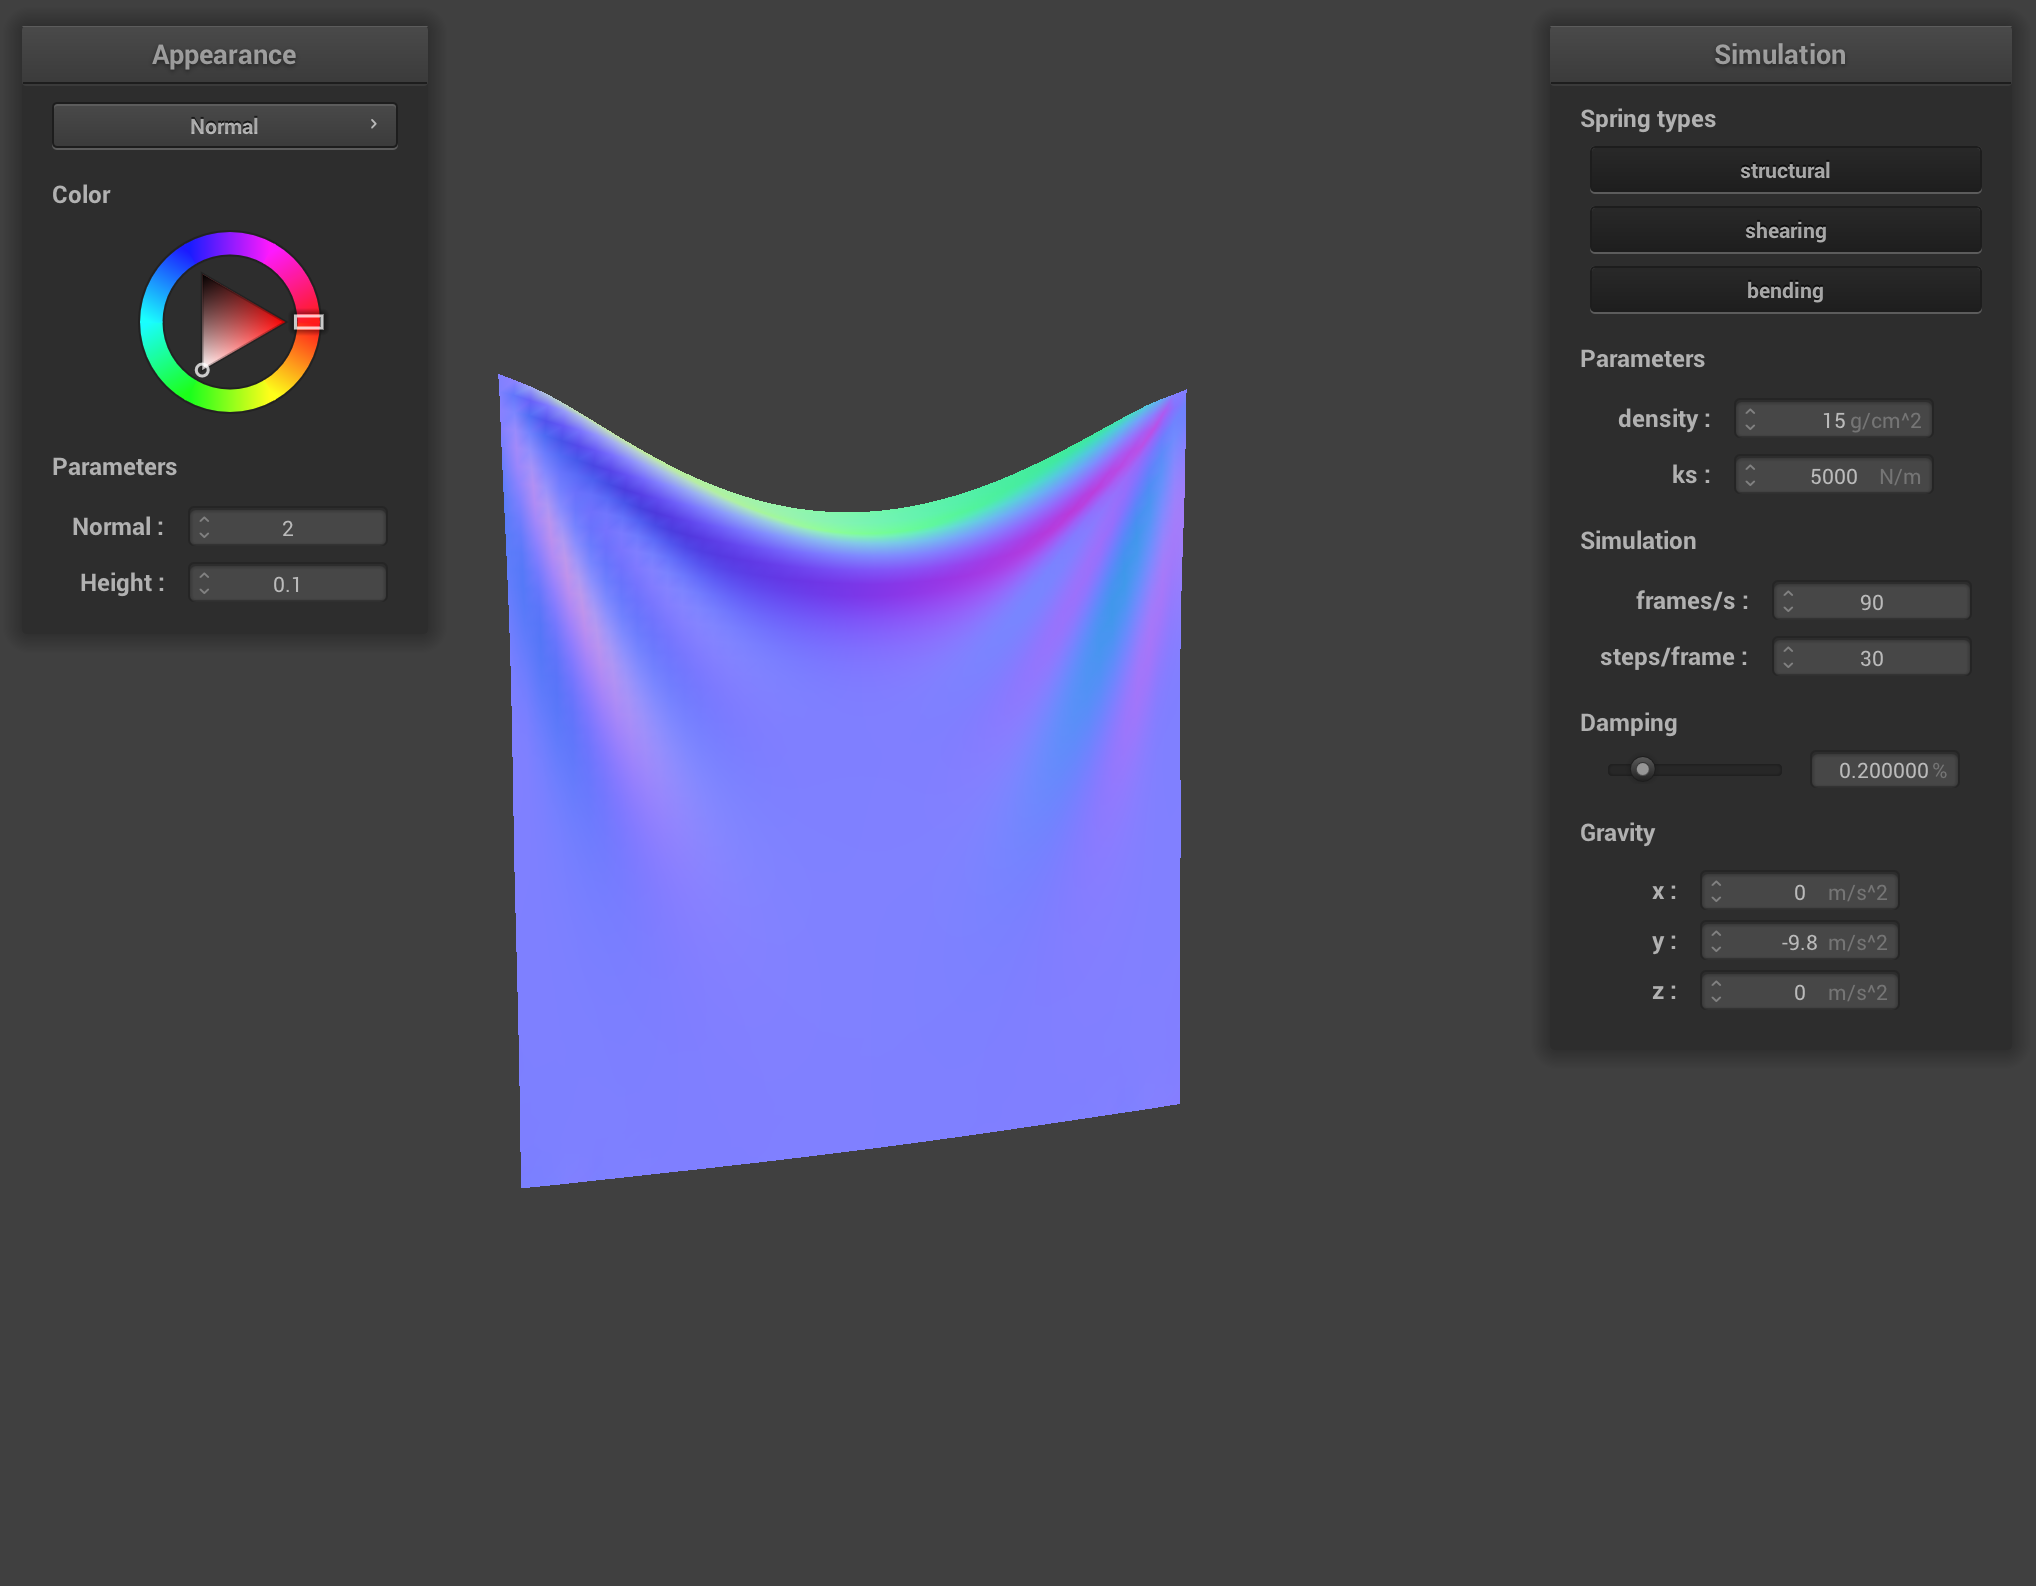 Appearance
Normal
Color
Parameters
Normal : 2
Height : 0.1
Simulation
Spring types
structural
shearing
bending
Parameters
density : 15 g/cm^2
ks : 5000 N/m
Simulation
frames/s : 90
steps/frame : 30
Damping
0.200000 %
Gravity
x : 0 m/s^2
y : -9.8 m/s^2
z : 0 m/s^2